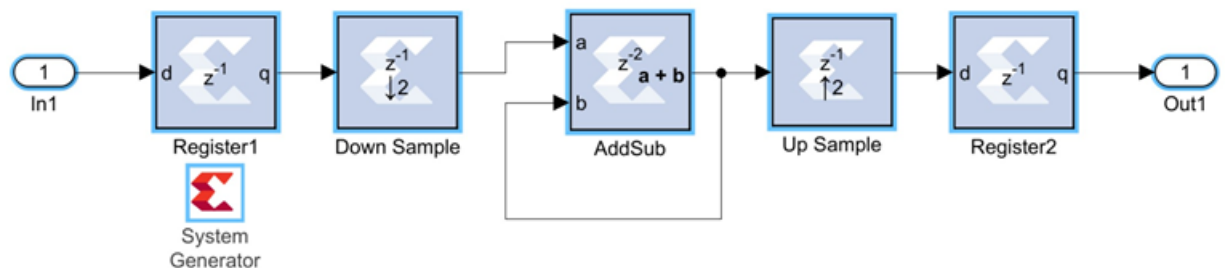 1
In1
d
z-1
q
Register1
z-1
↓2
Down Sample
a
b
z-2
a + b
AddSub
z-1
↑2
Up Sample
d
z-1
q
Register2
1
Out1
System
Generator